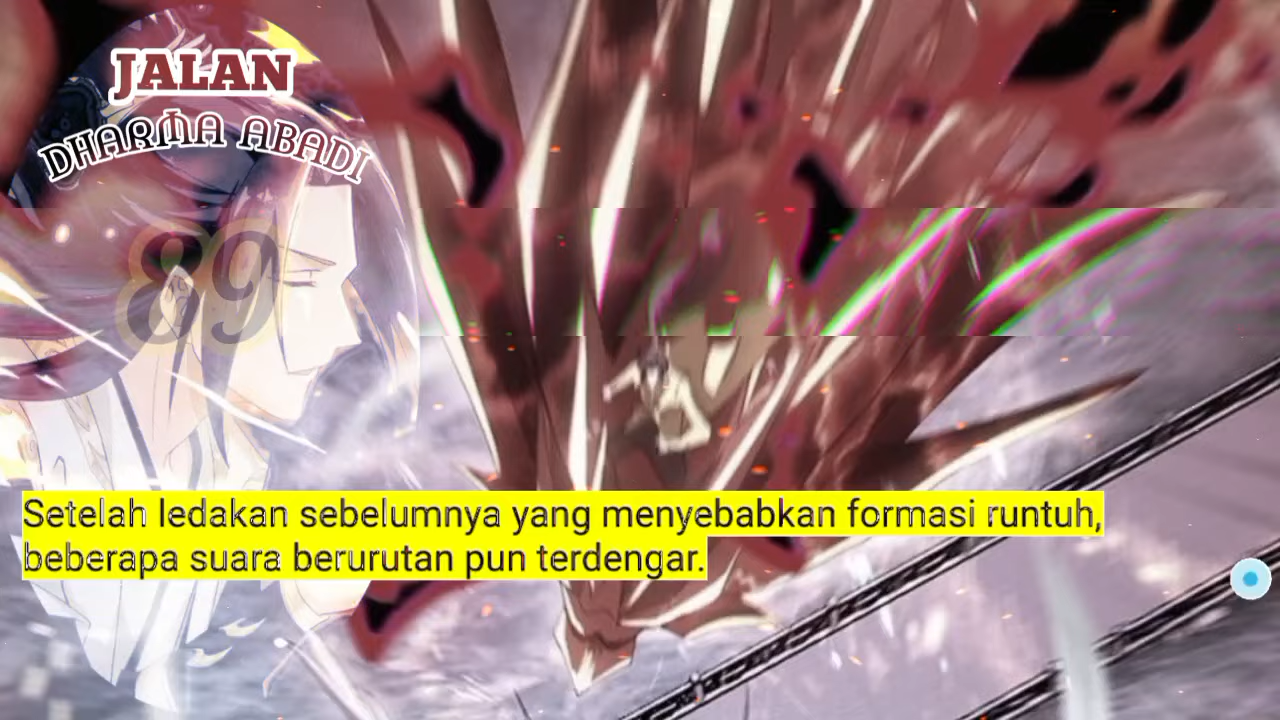 JALAN
DHARMA ABADI
89
Setelah ledakan sebelumnya yang menyebabkan formasi runtuh,
beberapa suara berurutan pun terdengar.